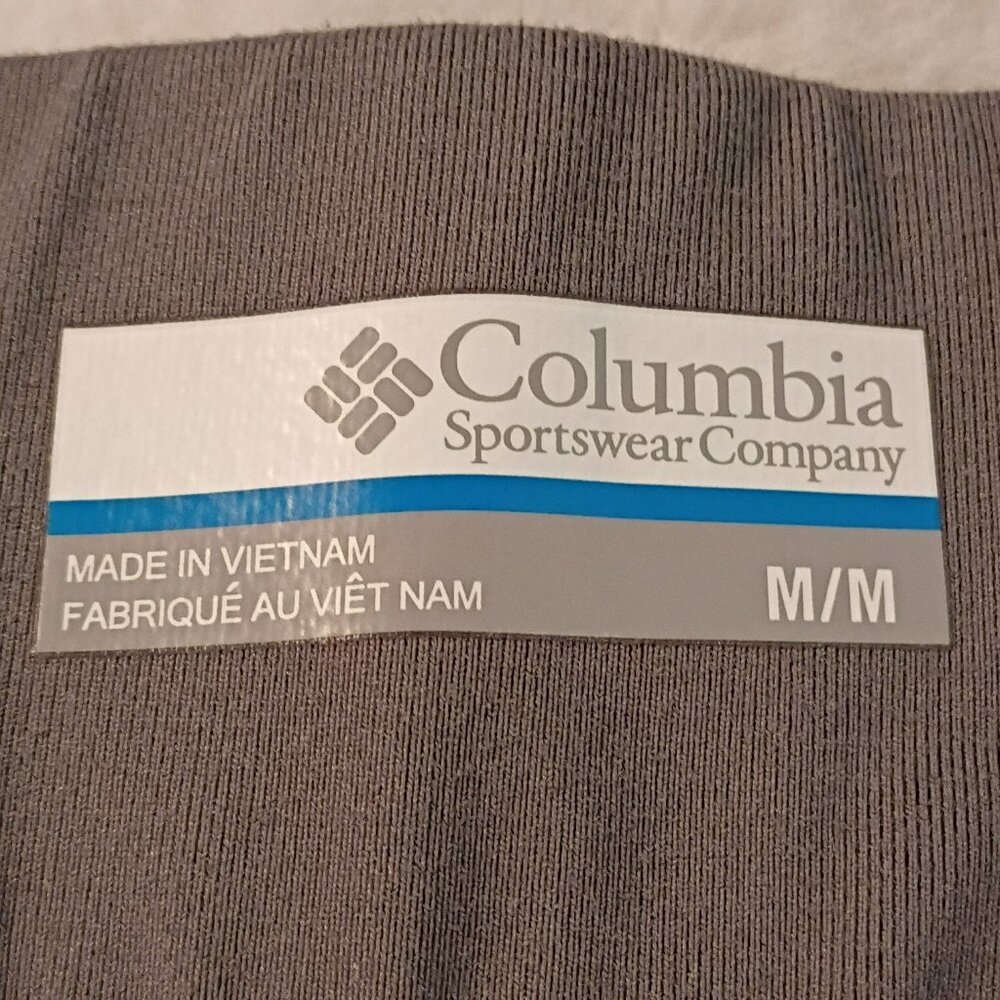 Columbia
Sportswear Company
MADE IN VIETNAM
FABRIQUÉ AU VIÊT NAM
M/M